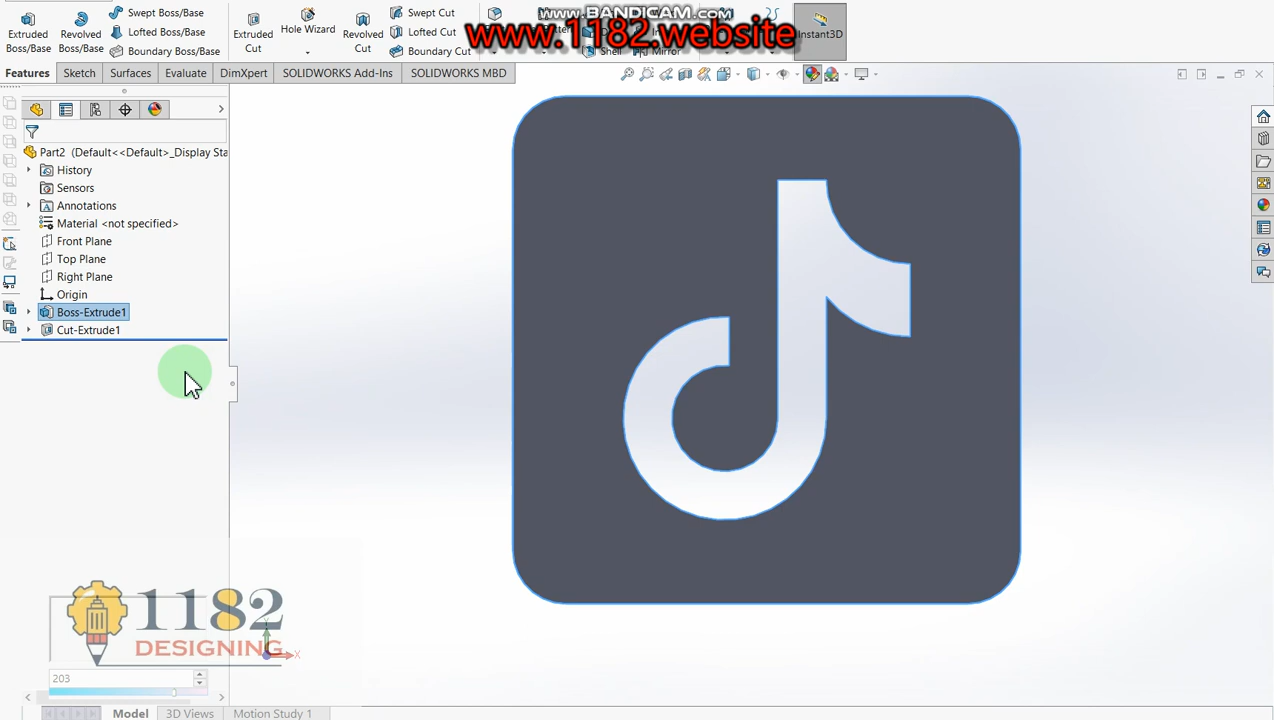 www.BANDICAM.com
www.1182.website
Extruded Boss/Base
Revolved Boss/Base
Swept Boss/Base
Lofted Boss/Base
Boundary Boss/Base
Extruded Cut
Hole Wizard
Revolved Cut
Swept Cut
Lofted Cut
Boundary Cut
Shell
Mirror
Instant3D
Features
Sketch
Surfaces
Evaluate
DimXpert
SOLIDWORKS Add-Ins
SOLIDWORKS MBD
Part2 (Default<<Default>_Display Sta
History
Sensors
Annotations
Material <not specified>
Front Plane
Top Plane
Right Plane
Origin
Boss-Extrude1
Cut-Extrude1
1182
DESIGNING
X
203
Model
3D Views
Motion Study 1